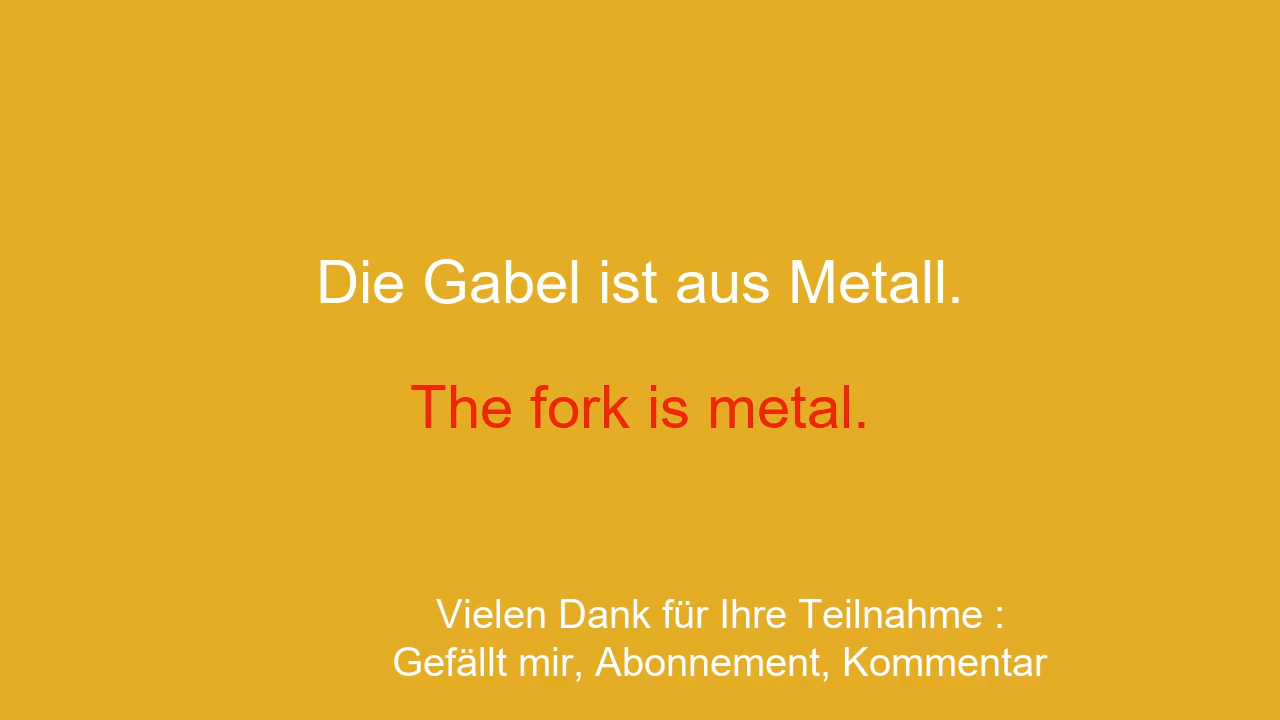 Die Gabel ist aus Metall.
The fork is metal.
Vielen Dank für Ihre Teilnahme :
Gefällt mir, Abonnement, Kommentar